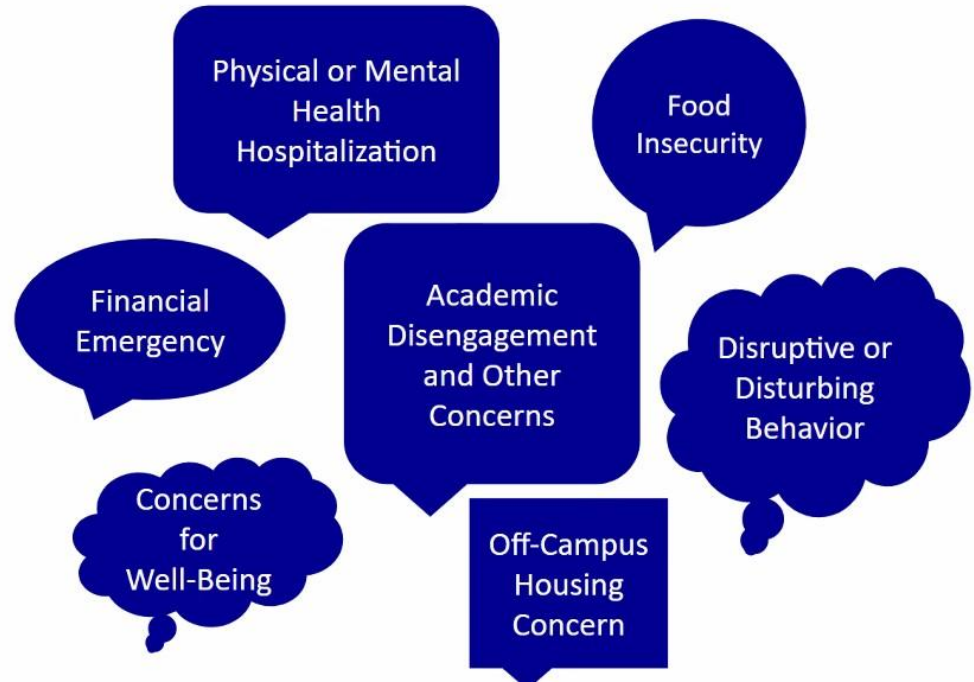 Physical or Mental
Health
Hospitalization
Food
Insecurity
Financial
Emergency
Academic
Disengagement
and Other
Concerns
Disruptive or
Disturbing
Behavior
Concerns
for
Well-Being
Off-Campus
Housing
Concern